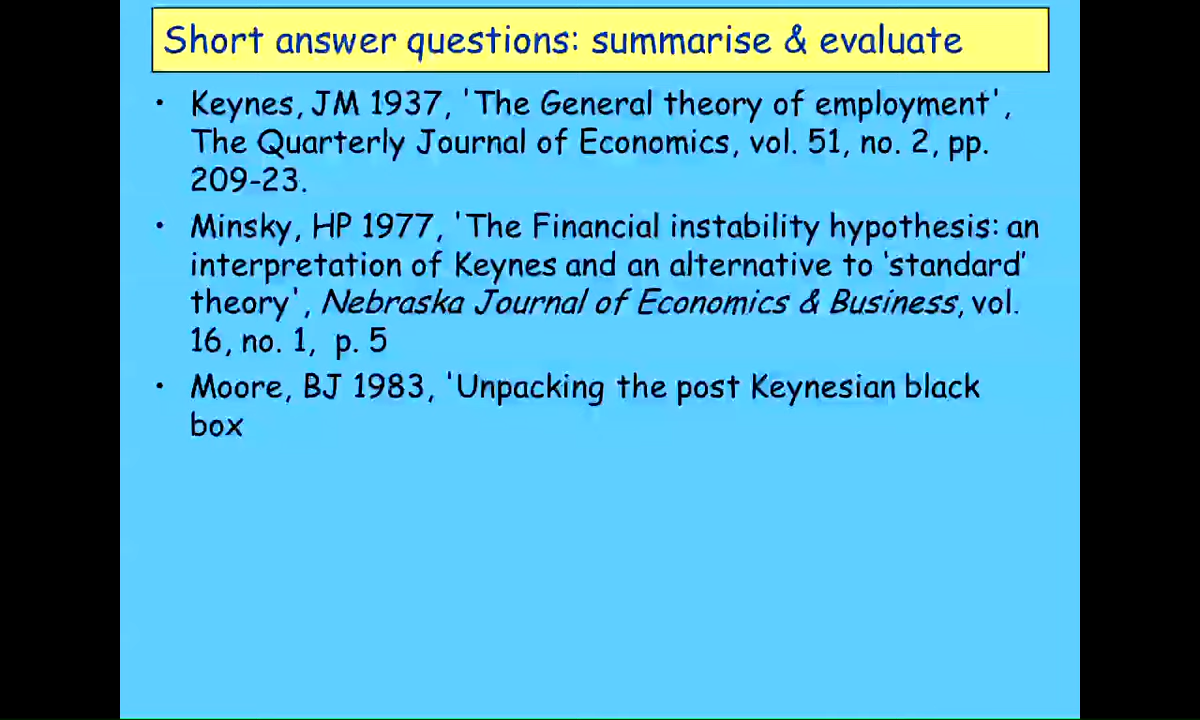 Short answer questions: summarise & evaluate
• Keynes, JM 1937, 'The General theory of employment',
The Quarterly Journal of Economics, vol. 51, no. 2, pp.
209-23.
• Minsky, HP 1977, 'The Financial instability hypothesis: an
interpretation of Keynes and an alternative to 'standard'
theory', Nebraska Journal of Economics & Business, vol.
16, no. 1, p. 5
• Moore, BJ 1983, 'Unpacking the post Keynesian black
box